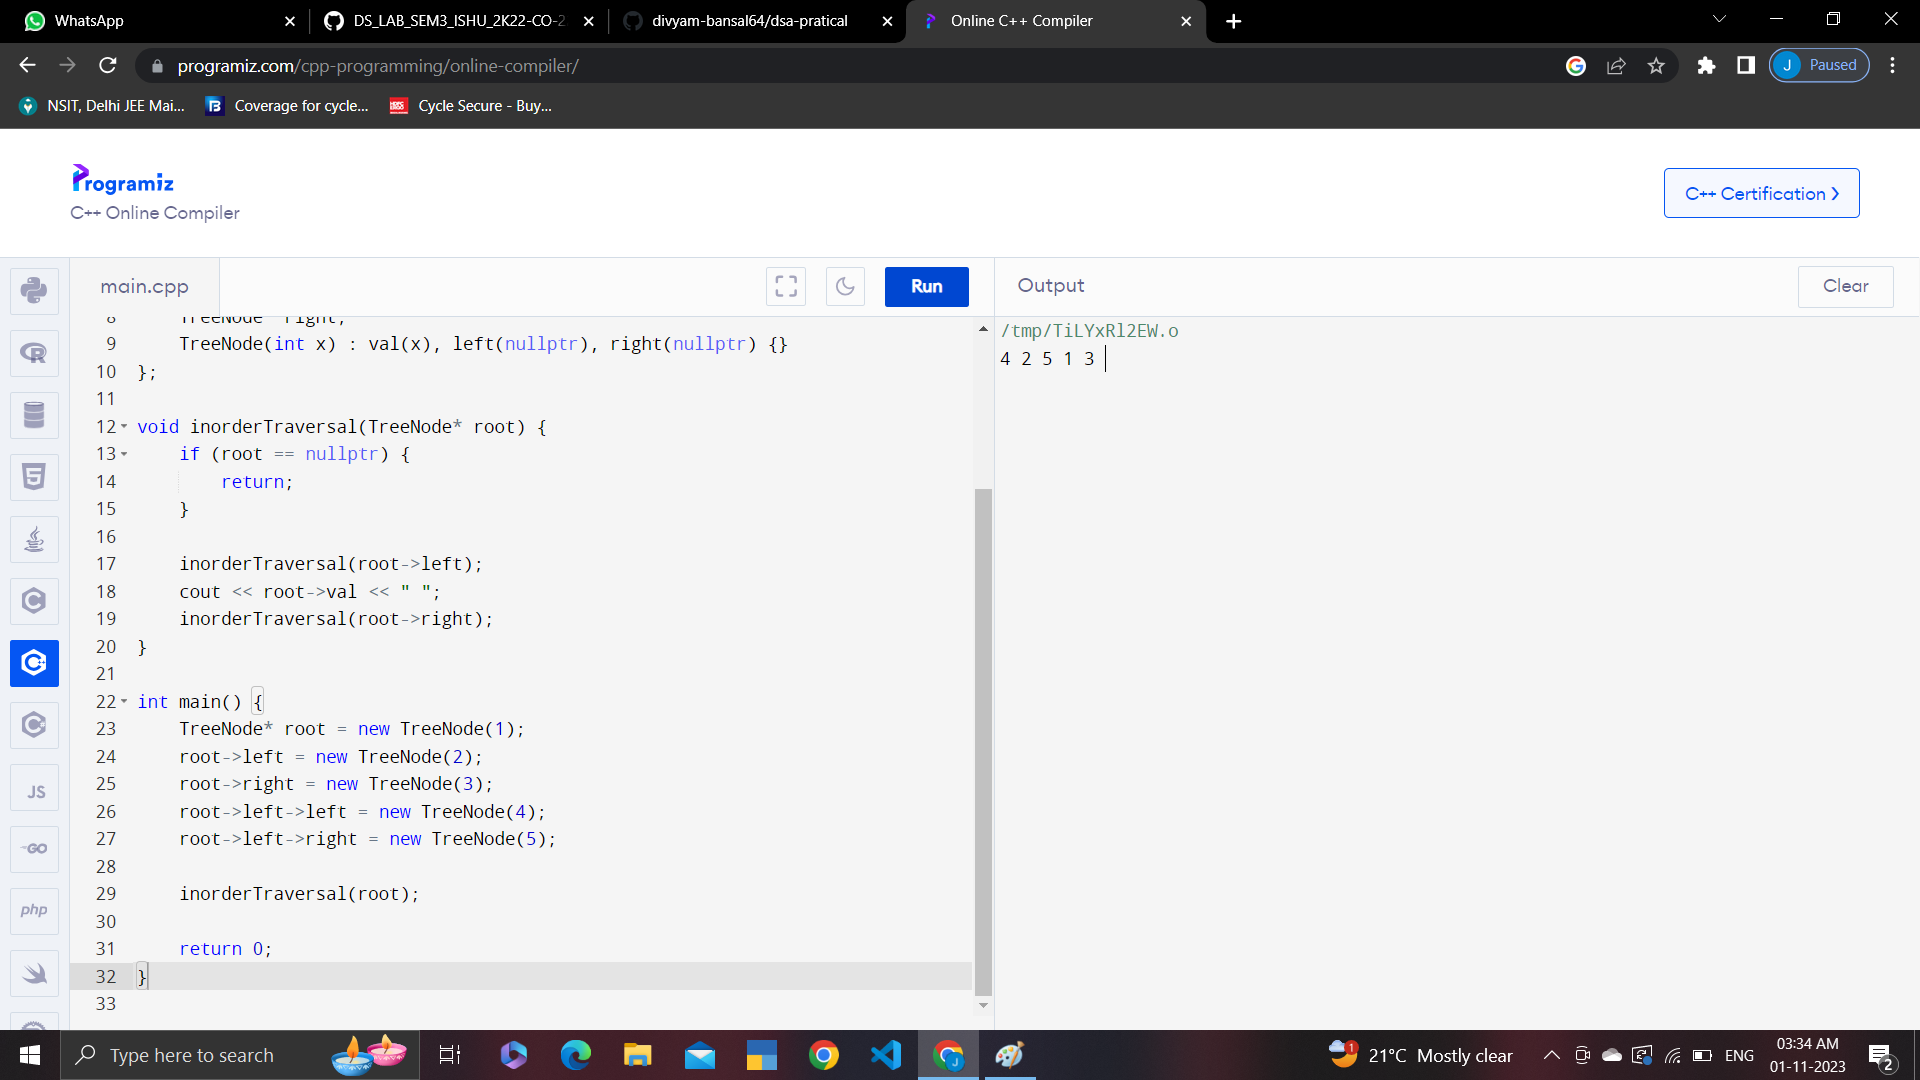 WhatsApp
DS_LAB_SEM3_ISHU_2K22-CO-2
divyam-bansal64/dsa-pratical
Online C++ Compiler
programiz.com/cpp-programming/online-compiler/
J Paused
NSIT, Delhi JEE Mai...
Coverage for cycle...
Cycle Secure - Buy...
Programiz
C++ Online Compiler
C++ Certification >
main.cpp
Run
Output
Clear
8 TreeNode* right;
9 TreeNode(int x) : val(x), left(nullptr), right(nullptr) {}
10 };
11
12 void inorderTraversal(TreeNode* root) {
13 if (root == nullptr) {
14 return;
15 }
16
17 inorderTraversal(root->left);
18 cout << root->val << " ";
19 inorderTraversal(root->right);
20 }
21
22 int main() {
23 TreeNode* root = new TreeNode(1);
24 root->left = new TreeNode(2);
25 root->right = new TreeNode(3);
26 root->left->left = new TreeNode(4);
27 root->left->right = new TreeNode(5);
28
29 inorderTraversal(root);
30
31 return 0;
32 }
33
/tmp/TiLYxRl2EW.o
4 2 5 1 3
JS
GO
php
Type here to search
1
21°C Mostly clear
ENG
03:34 AM
01-11-2023
2